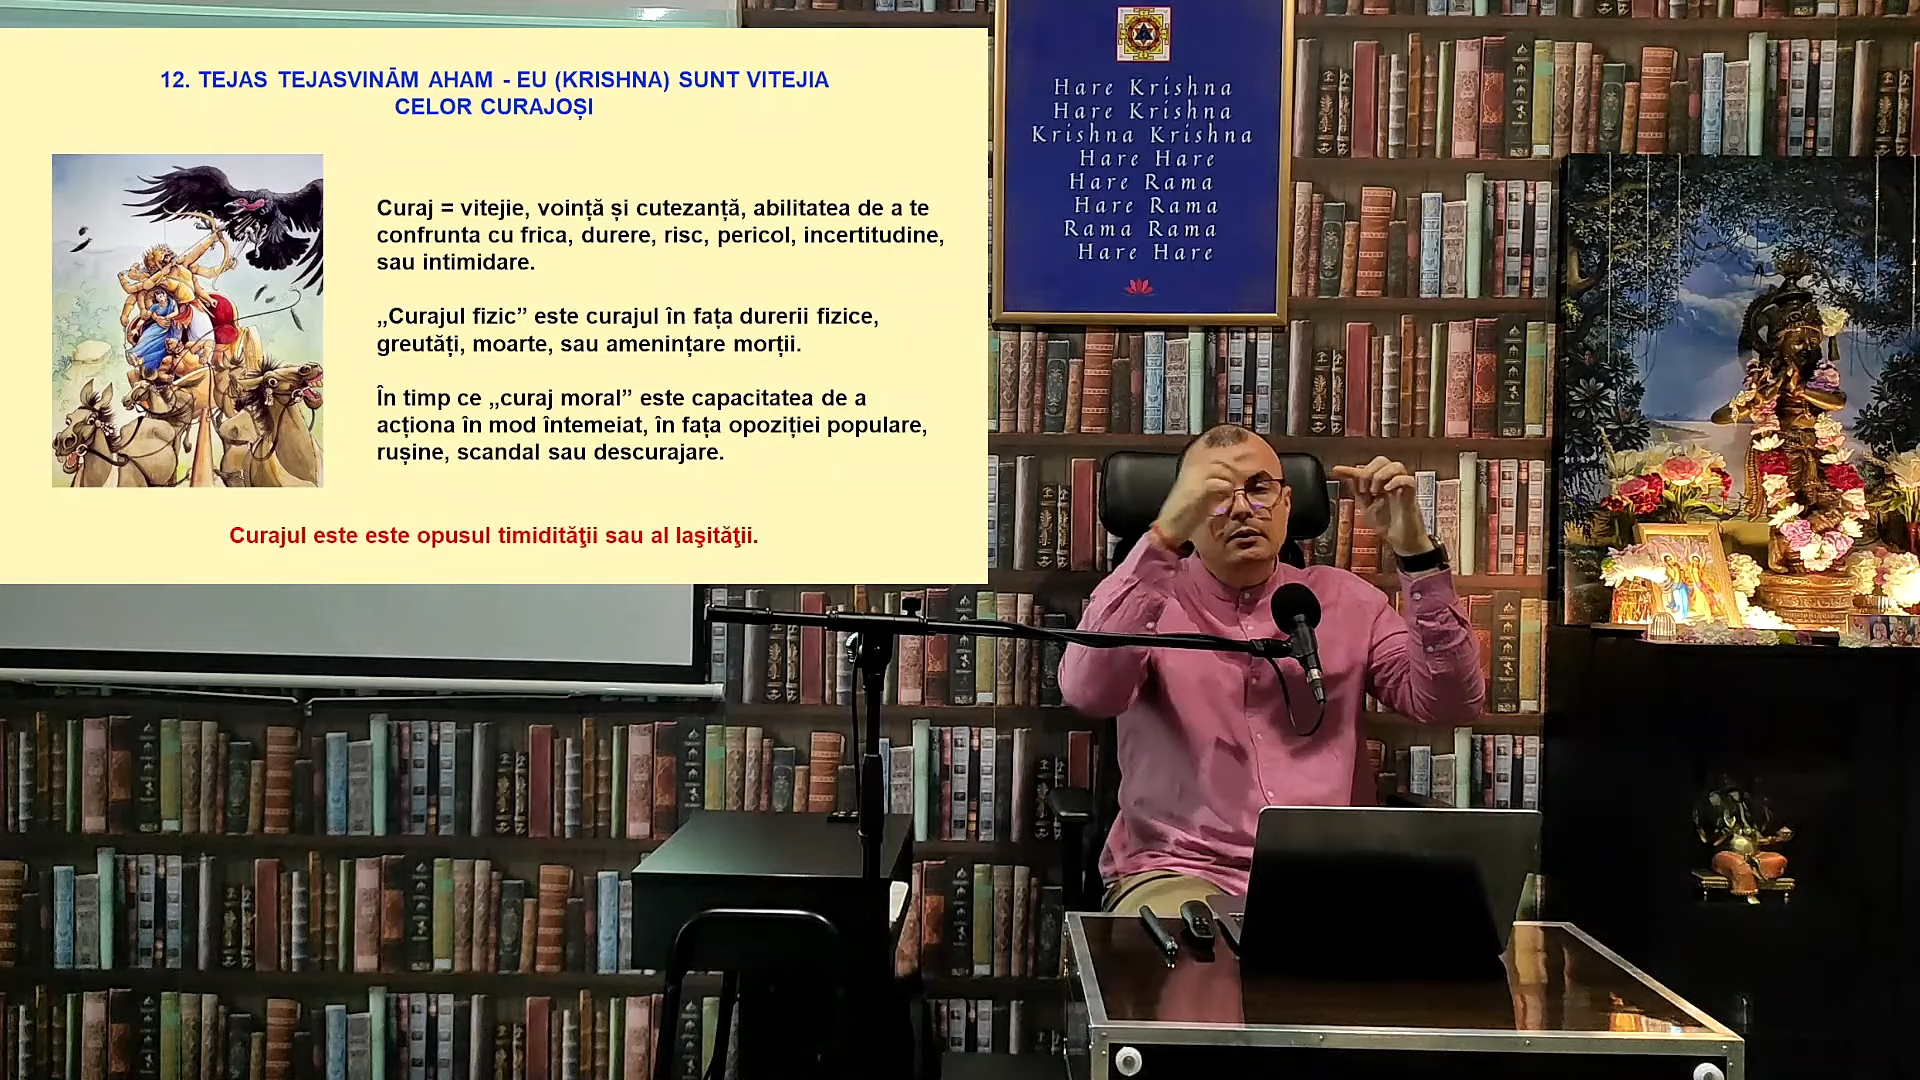 12. TEJAS TEJASVINĀM AHAM - EU (KRISHNA) SUNT VITEJIA
CELOR CURAJOȘI
Curaj = vitejie, voință și cutezanță, abilitatea de a te
confrunta cu frica, durere, risc, pericol, incertitudine,
sau intimidare.
„Curajul fizic” este curajul în fața durerii fizice,
greutăți, moarte, sau amenințare morții.
În timp ce „curaj moral” este capacitatea de a
acționa în mod întemeiat, în fața opoziției populare,
rușine, scandal sau descurajare.
Curajul este este opusul timidităţii sau al laşităţii.
Hare Krishna
Hare Krishna
Krishna Krishna
Hare Hare
Hare Rama
Hare Rama
Rama Rama
Hare Hare